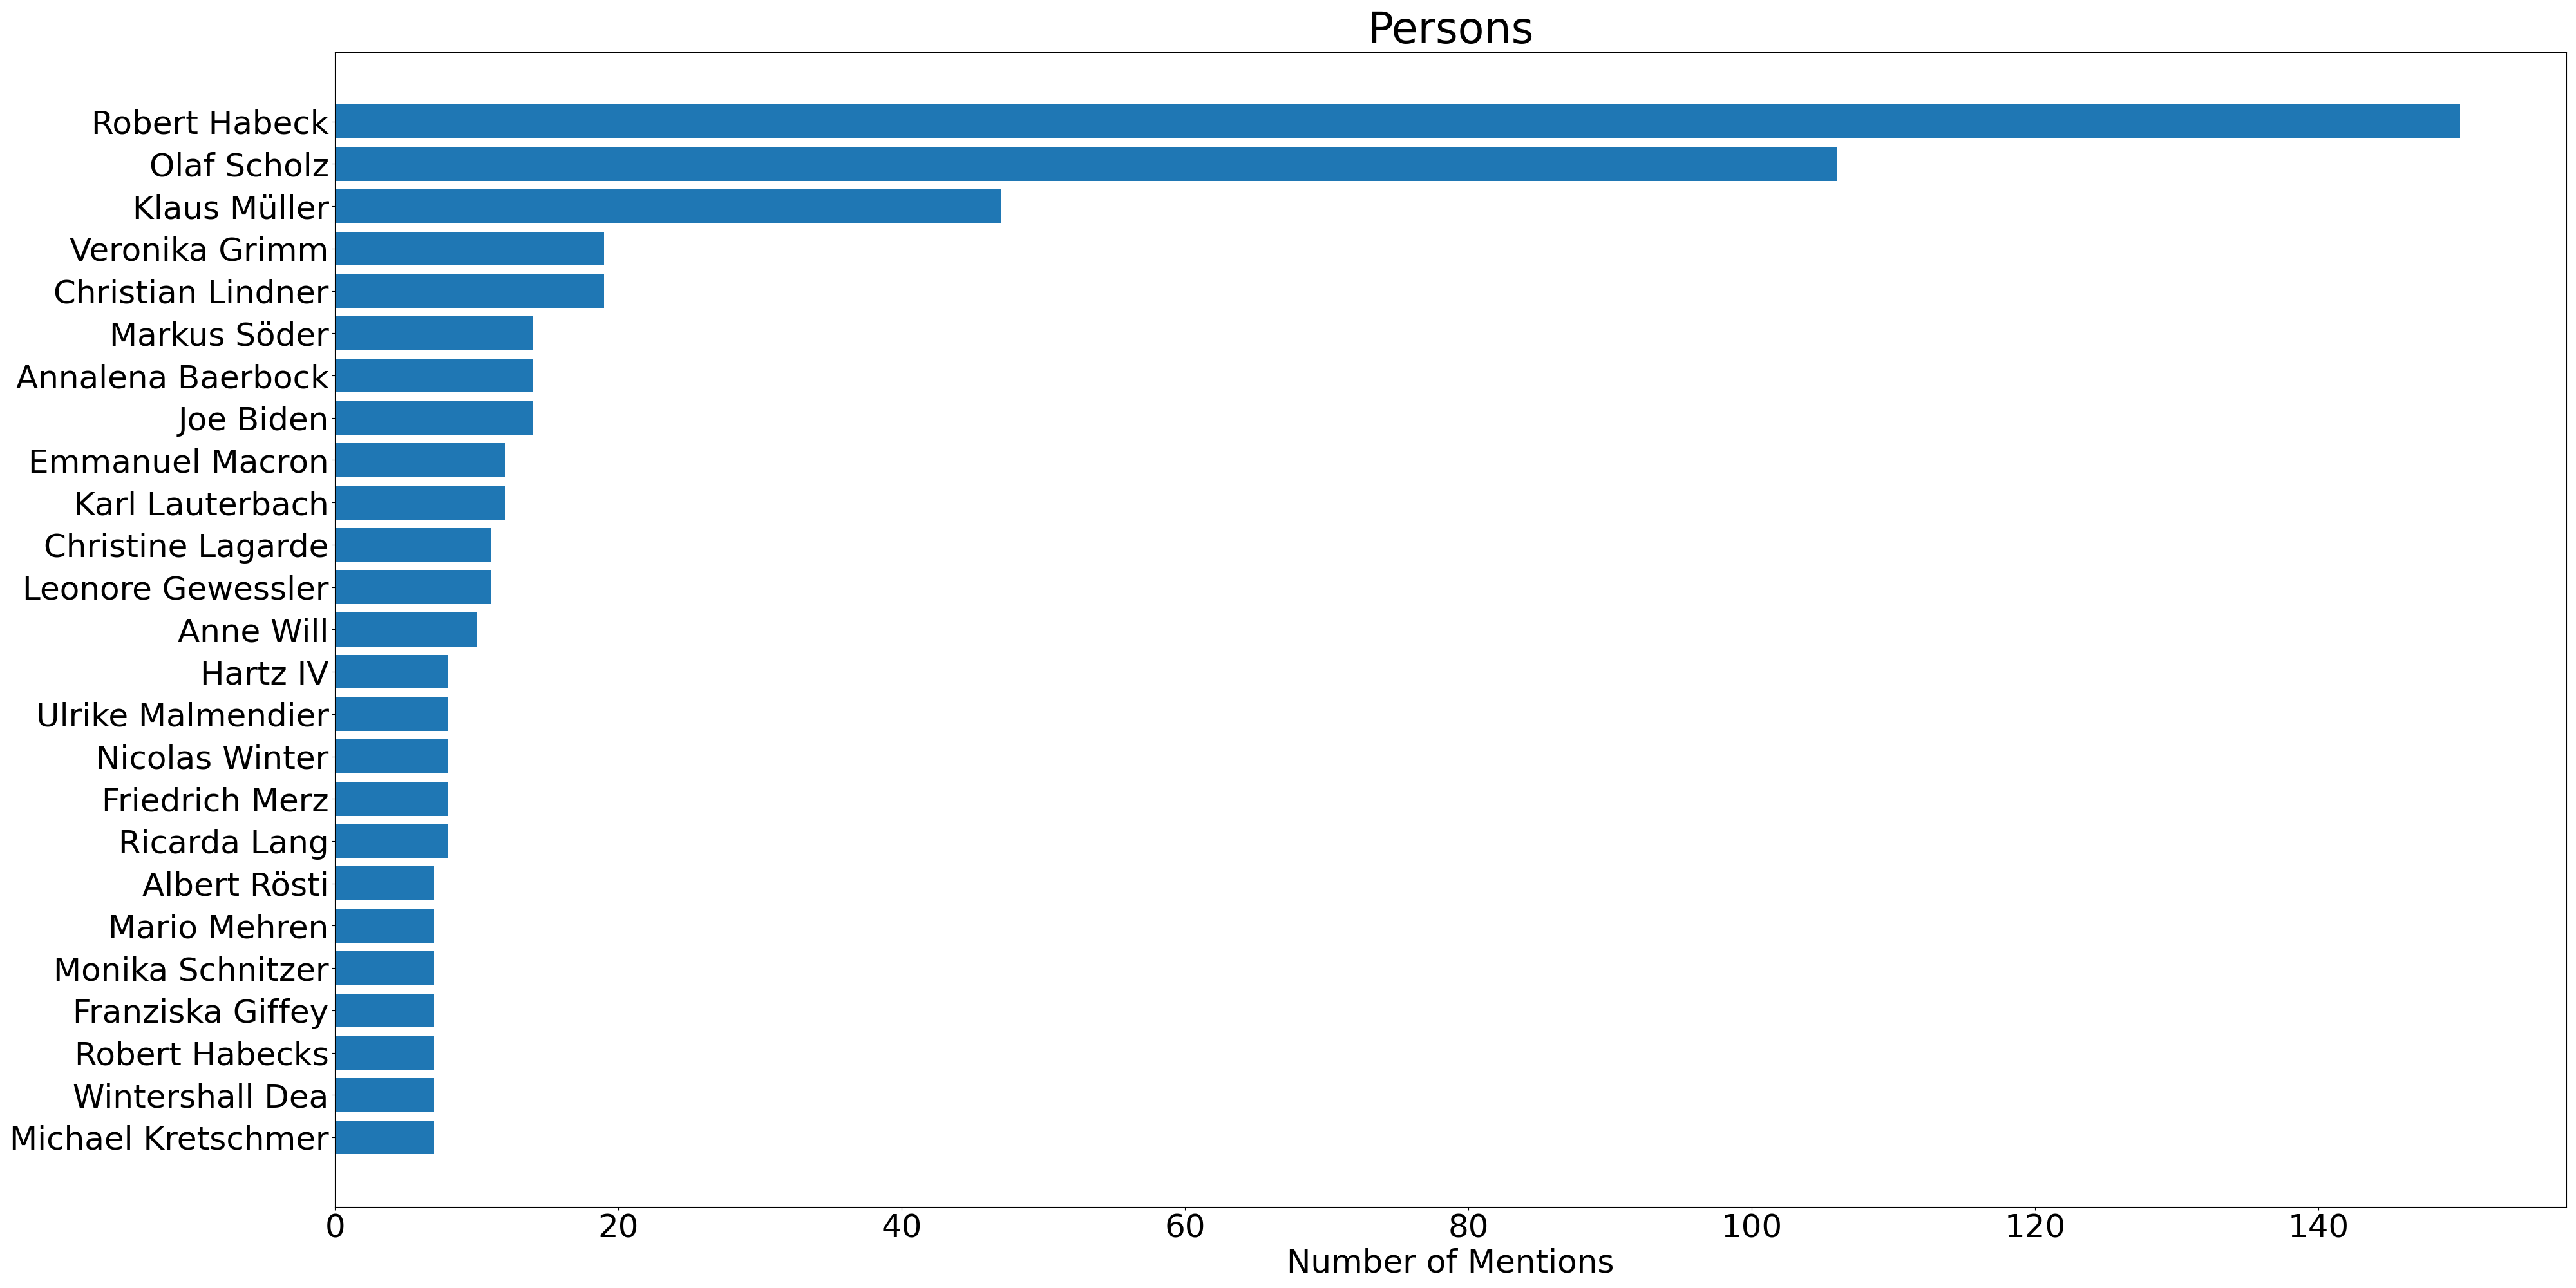 Persons
Robert Habeck
Olaf Scholz
Klaus Müller
Veronika Grimm
Christian Lindner
Markus Söder
Annalena Baerbock
Joe Biden
Emmanuel Macron
Karl Lauterbach
Christine Lagarde
Leonore Gewessler
Anne Will
Hartz IV
Ulrike Malmendier
Nicolas Winter
Friedrich Merz
Ricarda Lang
Albert Rösti
Mario Mehren
Monika Schnitzer
Franziska Giffey
Robert Habecks
Wintershall Dea
Michael Kretschmer
0 20 40 60 80 100 120 140
Number of Mentions